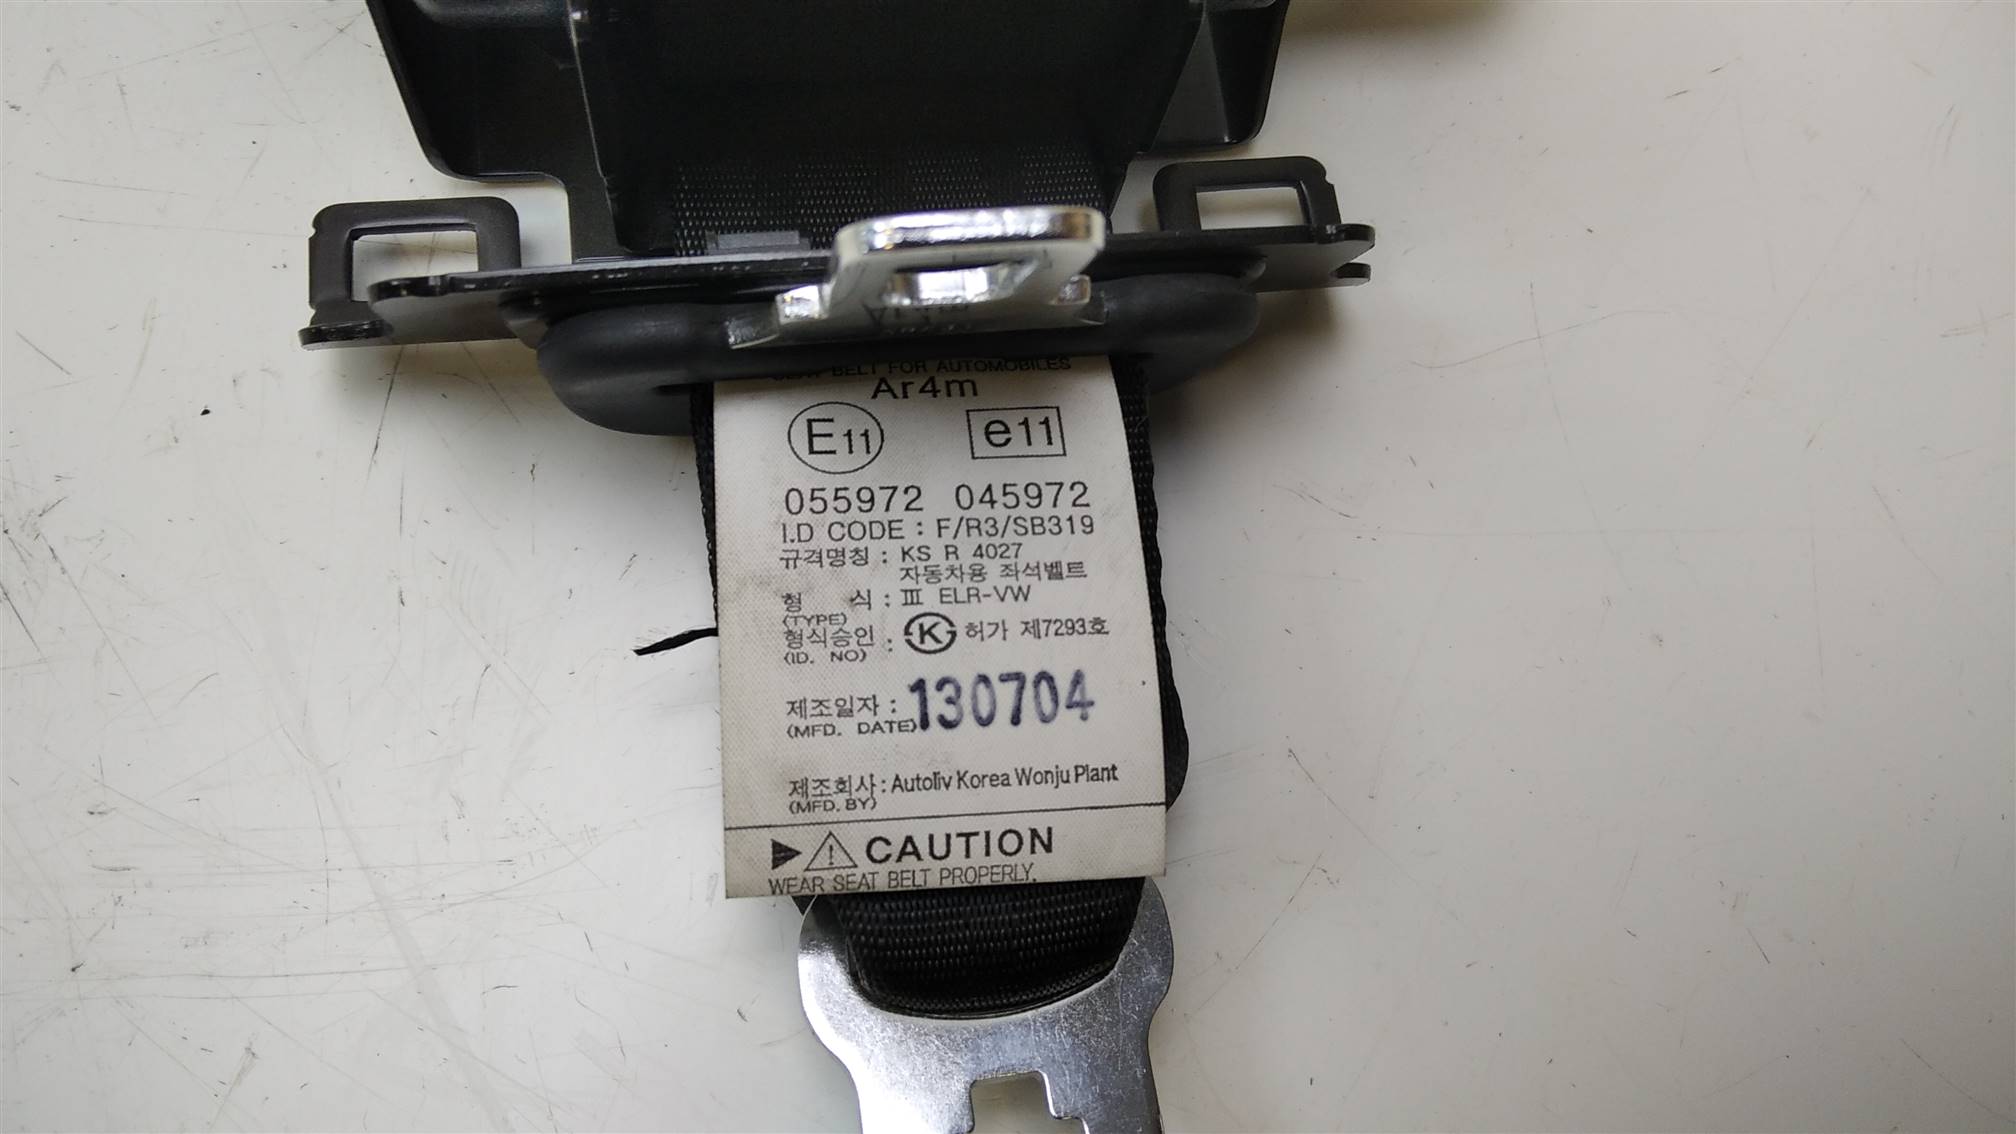 SEAT BELT FOR AUTOMOBILES
Ar4m
E11 e11
055972 045972
I.D CODE : F/R3/SB319
규격명칭 : KS R 4027
자동차용 좌석벨트
형 식 : Ⅲ ELR-VW
(TYPE)
형식승인 : K 허가 제7293호
(ID. NO)
제조일자 : 130704
(MFD. DATE)
제조회사 : Autoliv Korea Wonju Plant
(MFD. BY)
CAUTION
WEAR SEAT BELT PROPERLY.